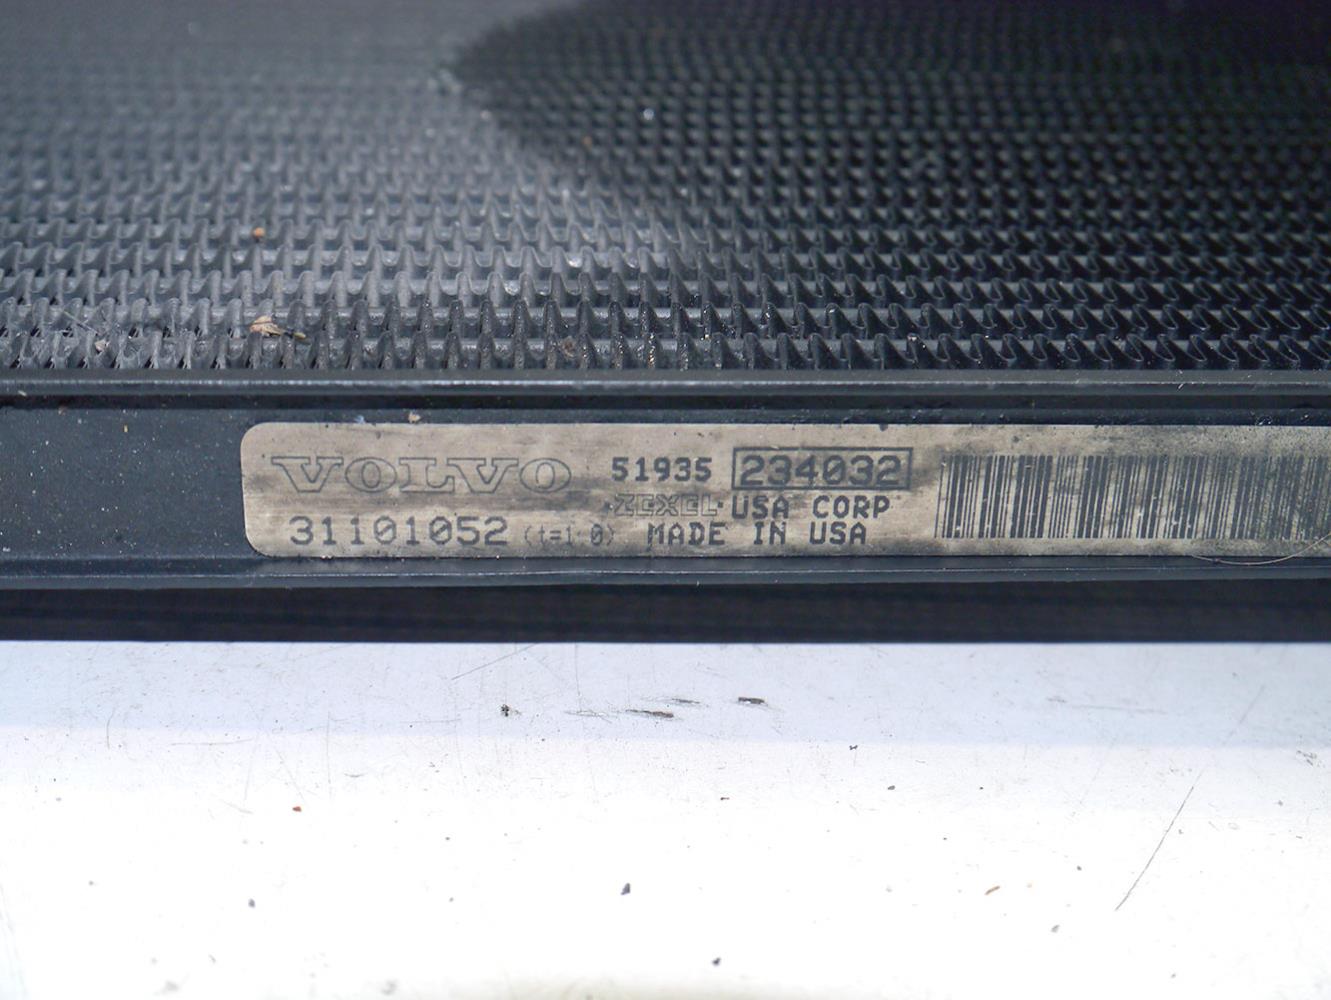 VOLVO 51935 234032
ZEXEL USA CORP
31101052 (t=1.0) MADE IN USA